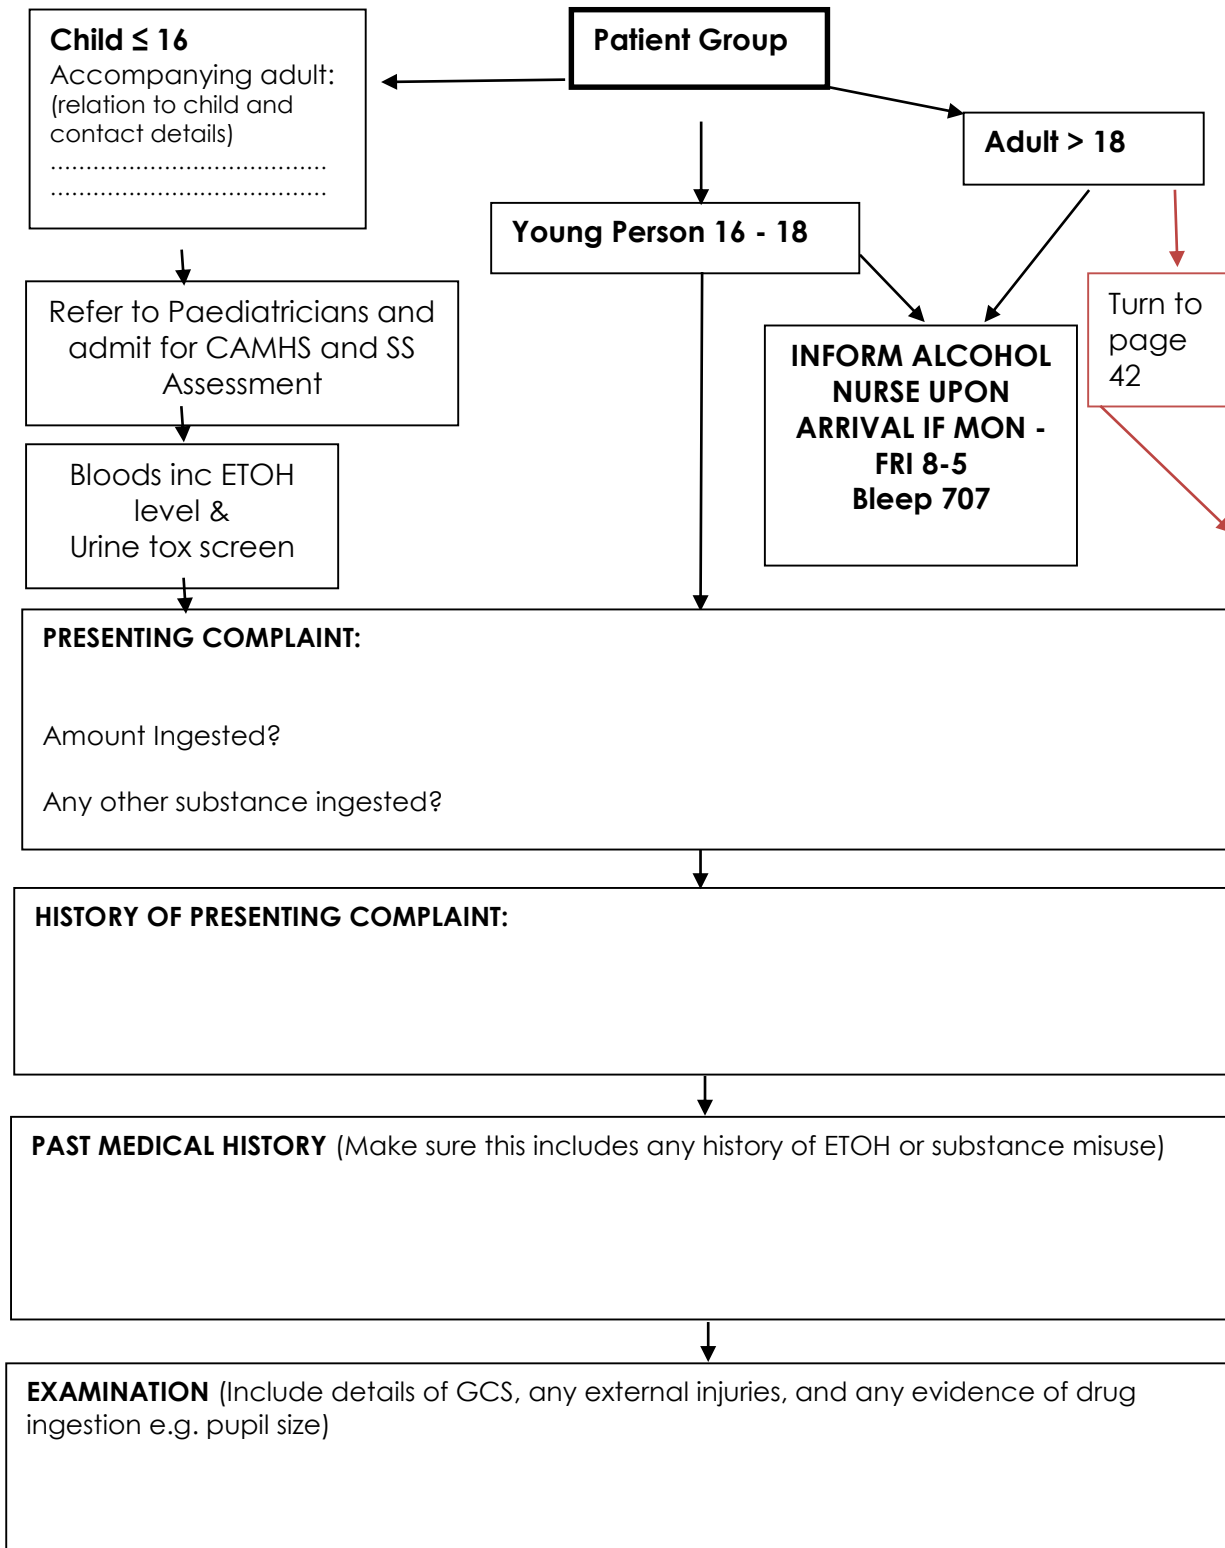 Patient Group
Child ≤ 16
Accompanying adult:
(relation to child and
contact details)
.......................................
.......................................
Adult > 18
Young Person 16 - 18
Refer to Paediatricians and
admit for CAMHS and SS
Assessment
INFORM ALCOHOL
NURSE UPON
ARRIVAL IF MON -
FRI 8-5
Bleep 707
Turn to
page
42
Bloods inc ETOH
level &
Urine tox screen
PRESENTING COMPLAINT:
Amount Ingested?
Any other substance ingested?
HISTORY OF PRESENTING COMPLAINT:
PAST MEDICAL HISTORY (Make sure this includes any history of ETOH or substance misuse)
EXAMINATION (Include details of GCS, any external injuries, and any evidence of drug
ingestion e.g. pupil size)